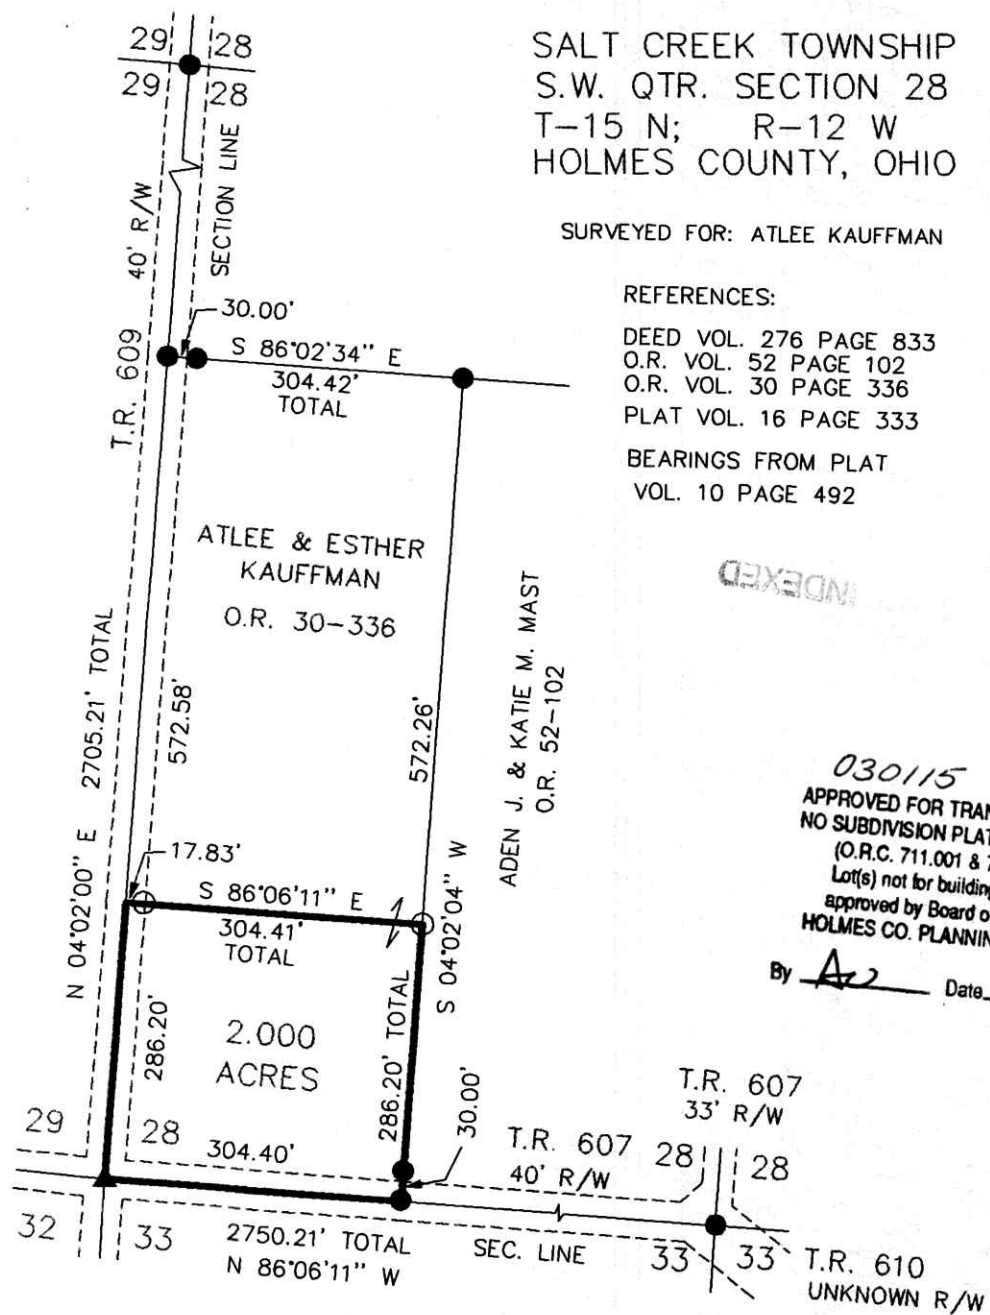 SALT CREEK TOWNSHIP
S.W. QTR. SECTION 28
T-15 N; R-12 W
HOLMES COUNTY, OHIO
SURVEYED FOR: ATLEE KAUFFMAN
REFERENCES:
DEED VOL. 276 PAGE 833
O.R. VOL. 52 PAGE 102
O.R. VOL. 30 PAGE 336
PLAT VOL. 16 PAGE 333
BEARINGS FROM PLAT
VOL. 10 PAGE 492
INDEXED
29 28
29 28
SECTION LINE
40' R/W
T.R. 609
30.00'
S 86°02'34" E
304.42'
TOTAL
ATLEE & ESTHER
KAUFFMAN
O.R. 30-336
N 04°02'00" E 2705.21' TOTAL
572.58'
572.26'
ADEN J. & KATIE M. MAST
O.R. 52-102
030115
APPROVED FOR TRAN
NO SUBDIVISION PLAT
(O.R.C. 711.001 &
Lot(s) not for building
approved by Board o
HOLMES CO. PLANNIN
By Date
17.83'
S 86°06'11" E
304.41'
TOTAL
S 04°02'04" W
286.20'
2.000
ACRES
286.20' TOTAL
30.00'
T.R. 607
33' R/W
29 28
304.40'
T.R. 607
40' R/W
28 28
32 33
2750.21' TOTAL
N 86°06'11" W
SEC. LINE
33 33
T.R. 610
UNKNOWN R/W